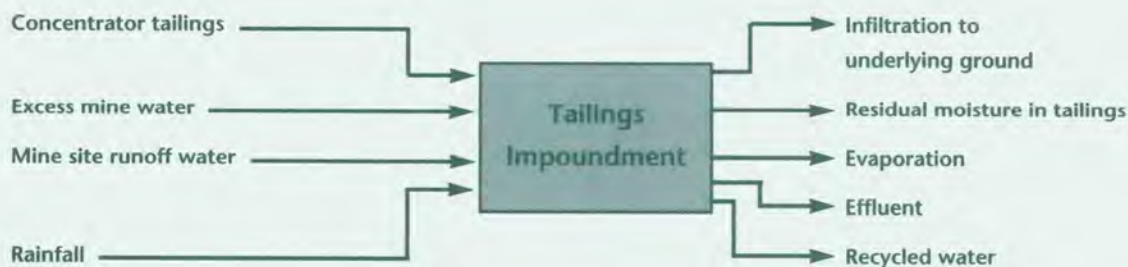 Concentrator tailings
Excess mine water
Mine site runoff water
Rainfall
Tailings
Impoundment
Infiltration to
underlying ground
Residual moisture in tailings
Evaporation
Effluent
Recycled water